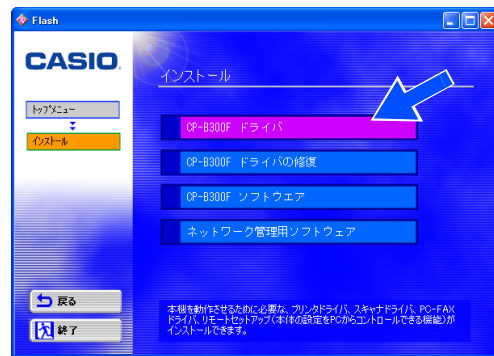 Flash
CASIO
インストール
トップメニュー
インストール
CP-B300F ドライバ
CP-B300F ドライバの修復
CP-B300F ソフトウエア
ネットワーク管理用ソフトウェア
戻る
終了
本機を動作させるために必要な、プリンタドライバ、スキャナドライバ、PC-FAX
ドライバ、リモートセットアップ(本体の設定をPCからコントロールできる機能)が
インストールできます。